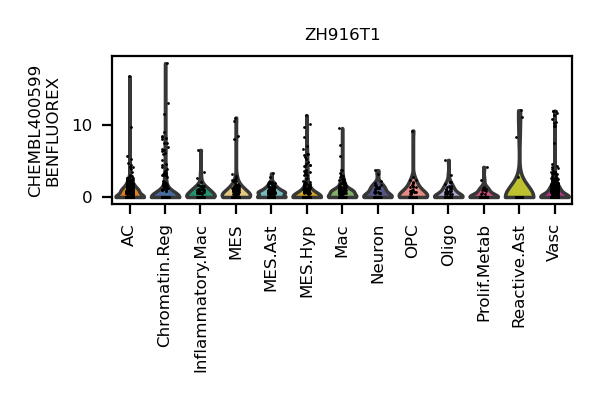 ZH916T1
CHEMBL400599
BENFLUOREX
10
0
AC
Chromatin.Reg
Inflammatory.Mac
MES
MES.Ast
MES.Hyp
Mac
Neuron
OPC
Oligo
Prolif.Metab
Reactive.Ast
Vasc